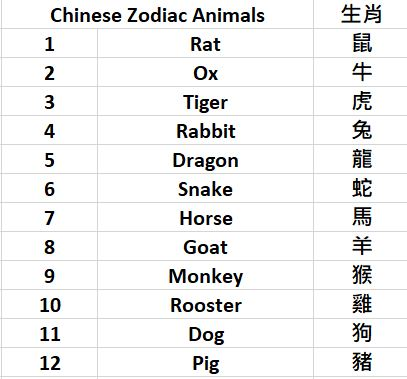 Chinese Zodiac Animals 生肖
1 Rat 鼠
2 Ox 牛
3 Tiger 虎
4 Rabbit 兔
5 Dragon 龍
6 Snake 蛇
7 Horse 馬
8 Goat 羊
9 Monkey 猴
10 Rooster 雞
11 Dog 狗
12 Pig 豬